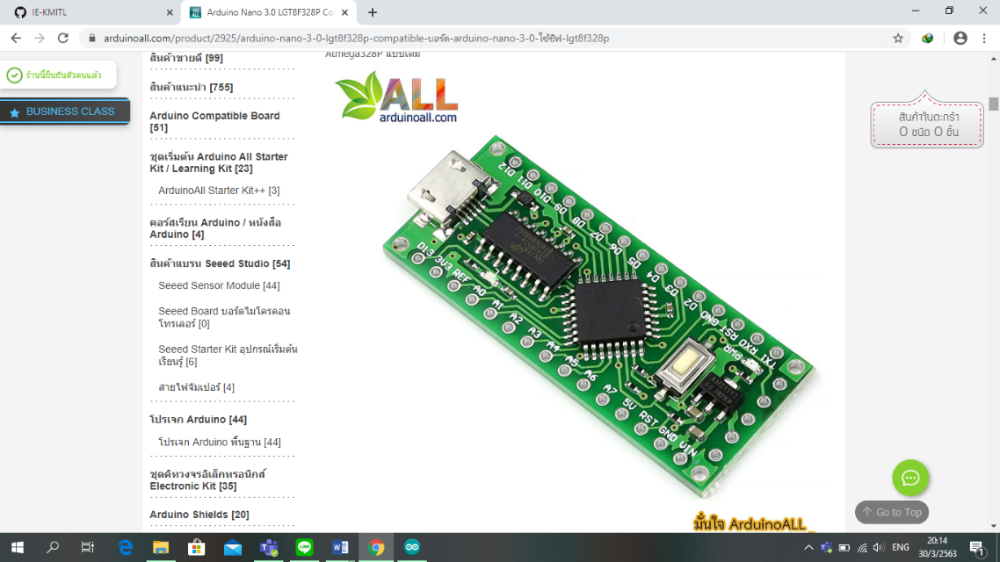 IE-KMITL
Arduino Nano 3.0 LGT8F328P Co
arduinoall.com/product/2925/arduino-nano-3-0-lgt8f328p-compatible-บอร์ด-arduino-nano-3-0-ใช้ชิฟ-lgt8f328p
ร้านนี้ยืนยันตัวตนแล้ว
BUSINESS CLASS
สินค้าขายดี [99]
สินค้าแนะนำ [755]
Arduino Compatible Board
[51]
ชุดเริ่มต้น Arduino All Starter
Kit / Learning Kit [23]
ArduinoAll Starter Kit++ [3]
คอร์สเรียน Arduino / หนังสือ
Arduino [4]
สินค้าแบรน Seeed Studio [54]
Seeed Sensor Module [44]
Seeed Board บอร์ดไมโครคอน
โทรเลอร์ [0]
Seeed Starter Kit อุปกรณ์เริ่มต้น
เรียนรู้ [6]
สายไฟจัมเปอร์ [4]
โปรเจก Arduino [44]
โปรเจก Arduino พื้นฐาน [44]
ชุดคิทวงจรอิเล็กทรอนิกส์
Electronic Kit [35]
Arduino Shields [20]
Atmega328P แบบเดิม
ALL
arduinoall.com
D12 D11 D10 D9 D8 D7 D6 D5 D4 D3 D2 GND RST RX0 TX1
PWR
D13 3V3 REF A0 A1 A2 A3 A4 A5 A6 A7 5V RST GND VIN
มั่นใจ ArduinoALL
สินค้าในตะกร้า
0 ชนิด 0 ชิ้น
Go to Top
ENG
20:14
30/3/2563
1